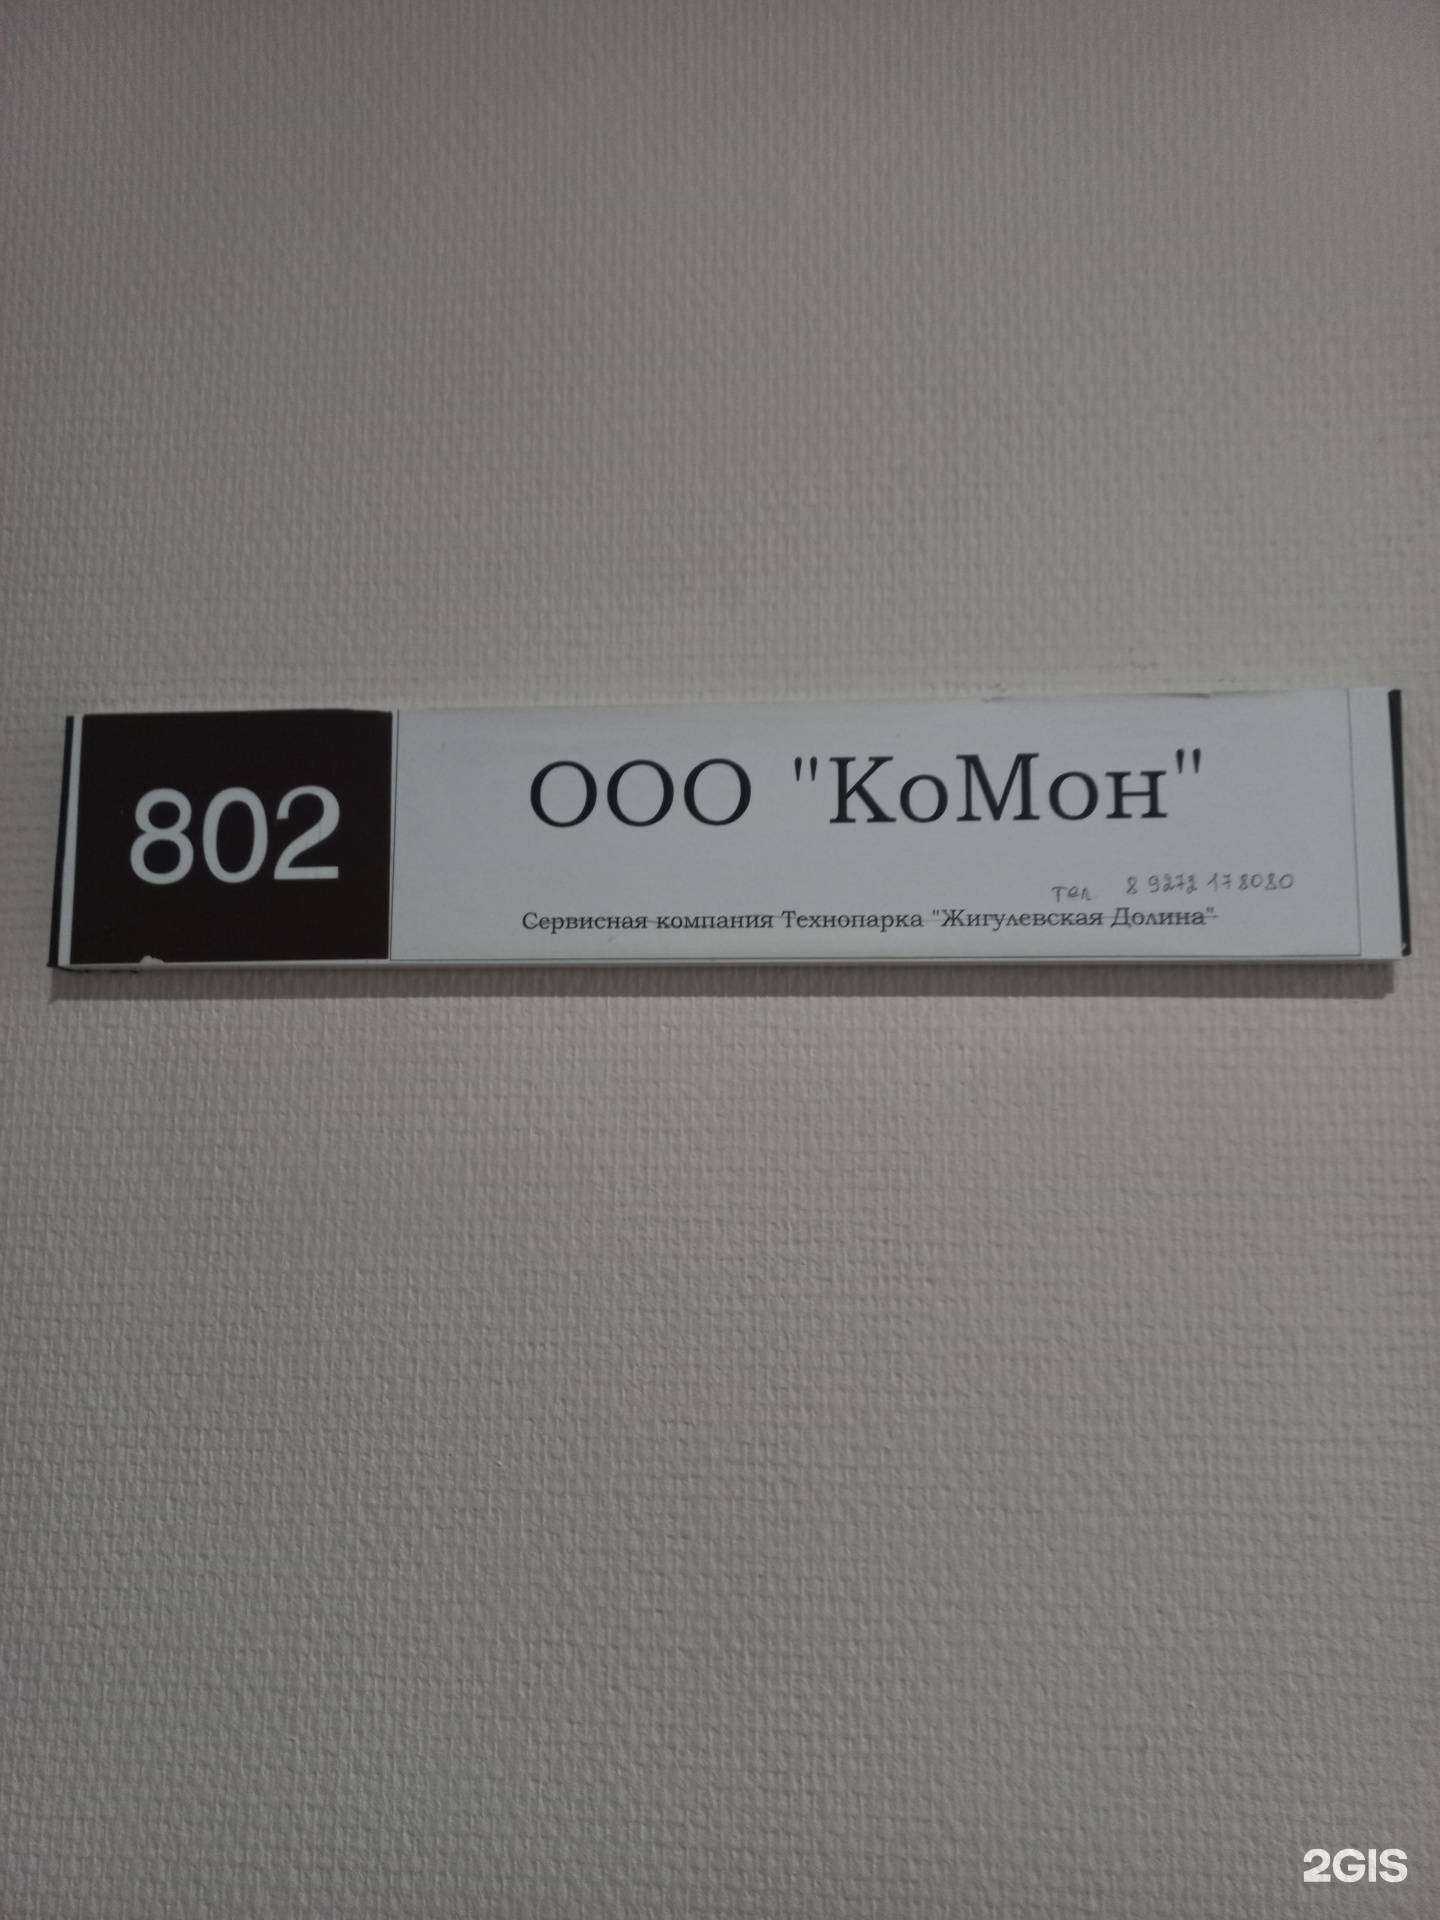 802
ООО "КоМон"
тел 8 9272 178080
Сервисная компания Технопарка "Жигулевская Долина"
2GIS